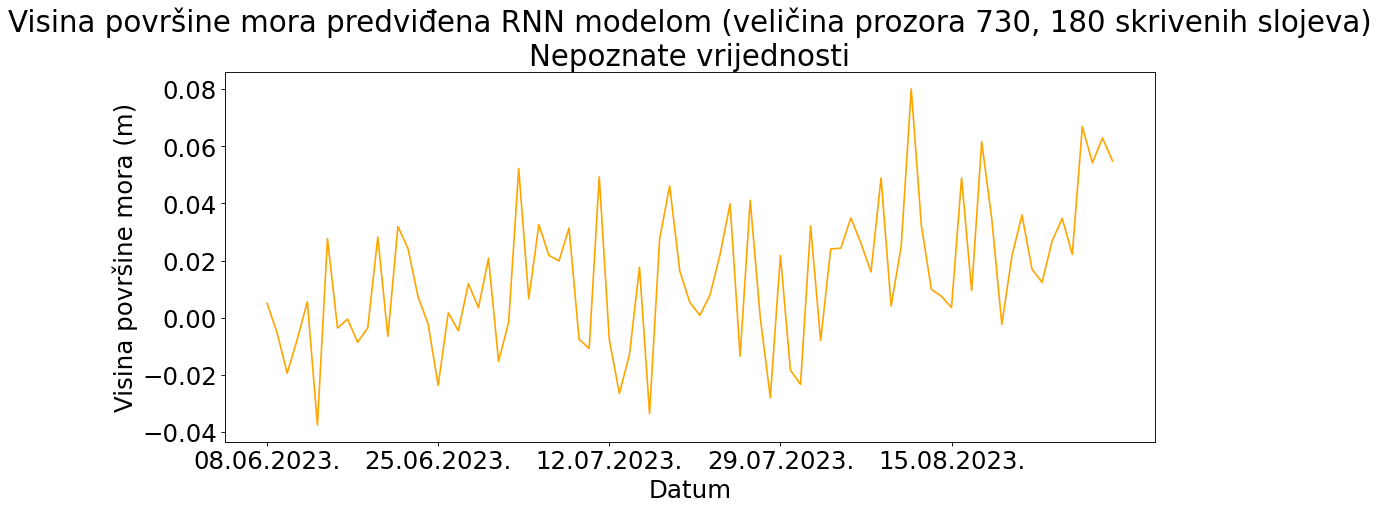 Visina površine mora predviđena RNN modelom (veličina prozora 730, 180 skrivenih slojeva)
Nepoznate vrijednosti
Visina površine mora (m)
0.08
0.06
0.04
0.02
0.00
−0.02
−0.04
08.06.2023. 25.06.2023. 12.07.2023. 29.07.2023. 15.08.2023.
Datum